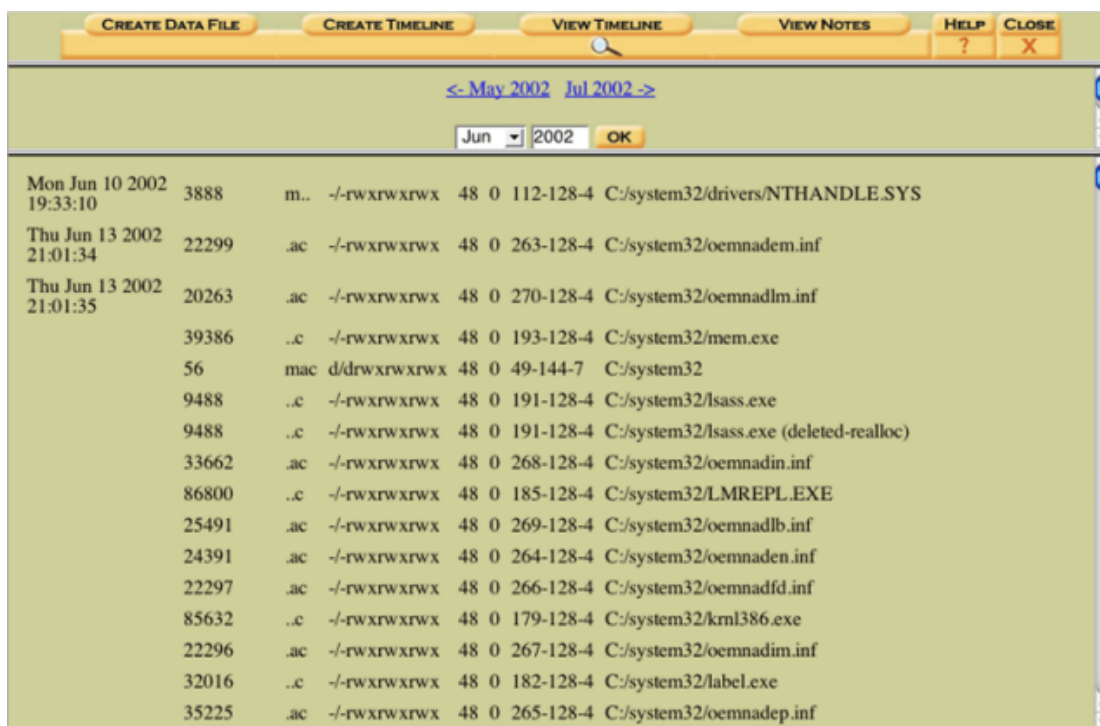 CREATE DATA FILE CREATE TIMELINE VIEW TIMELINE VIEW NOTES HELP CLOSE
? X
<- May 2002 Jul 2002 ->
Jun 2002 OK
Mon Jun 10 2002 19:33:10 3888 m.. -/-rwxrwxrwx 48 0 112-128-4 C:/system32/drivers/NTHANDLE.SYS
Thu Jun 13 2002 21:01:34 22299 .ac -/-rwxrwxrwx 48 0 263-128-4 C:/system32/oemnadem.inf
Thu Jun 13 2002 21:01:35 20263 .ac -/-rwxrwxrwx 48 0 270-128-4 C:/system32/oemnadlm.inf
39386 ..c -/-rwxrwxrwx 48 0 193-128-4 C:/system32/mem.exe
56 mac d/drwxrwxrwx 48 0 49-144-7 C:/system32
9488 ..c -/-rwxrwxrwx 48 0 191-128-4 C:/system32/lsass.exe
9488 ..c -/-rwxrwxrwx 48 0 191-128-4 C:/system32/lsass.exe (deleted-realloc)
33662 .ac -/-rwxrwxrwx 48 0 268-128-4 C:/system32/oemnadin.inf
86800 ..c -/-rwxrwxrwx 48 0 185-128-4 C:/system32/LMREPL.EXE
25491 .ac -/-rwxrwxrwx 48 0 269-128-4 C:/system32/oemnadlb.inf
24391 .ac -/-rwxrwxrwx 48 0 264-128-4 C:/system32/oemnaden.inf
22297 .ac -/-rwxrwxrwx 48 0 266-128-4 C:/system32/oemnadfd.inf
85632 ..c -/-rwxrwxrwx 48 0 179-128-4 C:/system32/krnl386.exe
22296 .ac -/-rwxrwxrwx 48 0 267-128-4 C:/system32/oemnadim.inf
32016 ..c -/-rwxrwxrwx 48 0 182-128-4 C:/system32/label.exe
35225 .ac -/-rwxrwxrwx 48 0 265-128-4 C:/system32/oemnadep.inf